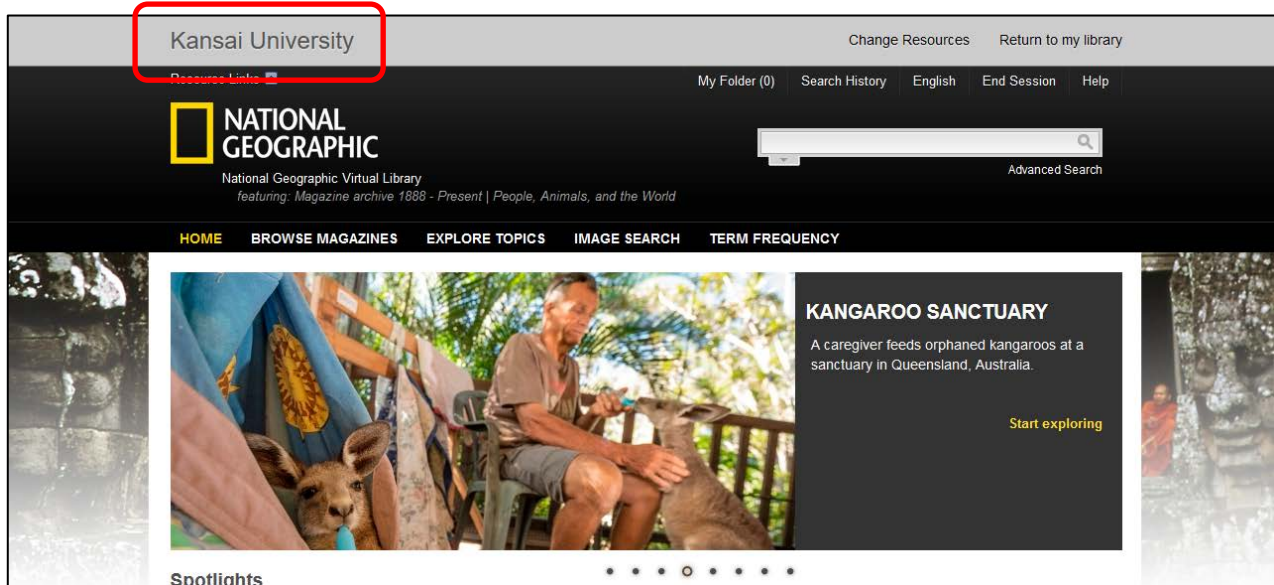 Kansai University
Change Resources Return to my library
Resource Links
My Folder (0) Search History English End Session Help
NATIONAL
GEOGRAPHIC
National Geographic Virtual Library
featuring: Magazine archive 1888 - Present | People, Animals, and the World
Advanced Search
HOME BROWSE MAGAZINES EXPLORE TOPICS IMAGE SEARCH TERM FREQUENCY
KANGAROO SANCTUARY
A caregiver feeds orphaned kangaroos at a
sanctuary in Queensland, Australia.
Start exploring
Spotlights